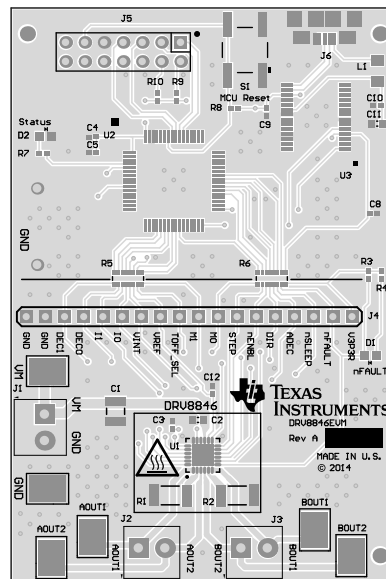 J5
J6
R10 R9
L1
S1
R8
MCU Reset
C9
C10
C11
Status
D2
C4
U2
C5
R7
U3
C8
GND
R5
R6
R3
R4
J4
GND
GND
DEC1
DEC0
I1
I0
VINT
VREF
TOFF_SEL
M1
M0
STEP
nENBL
DIR
ADEC
nSLEEP
nFAULT
V3P3R
D1
nFAULT
VM
J1
VM
GND
GND
C1
C12
DRV8846
C3
C2
U1
R1
R2
TEXAS
INSTRUMENTS
DRV8846EVM
Rev A
MADE IN U.S.
© 2014
AOUT2
AOUT1
J2
AOUT1
AOUT2
J3
BOUT1
BOUT2
BOUT1
BOUT2